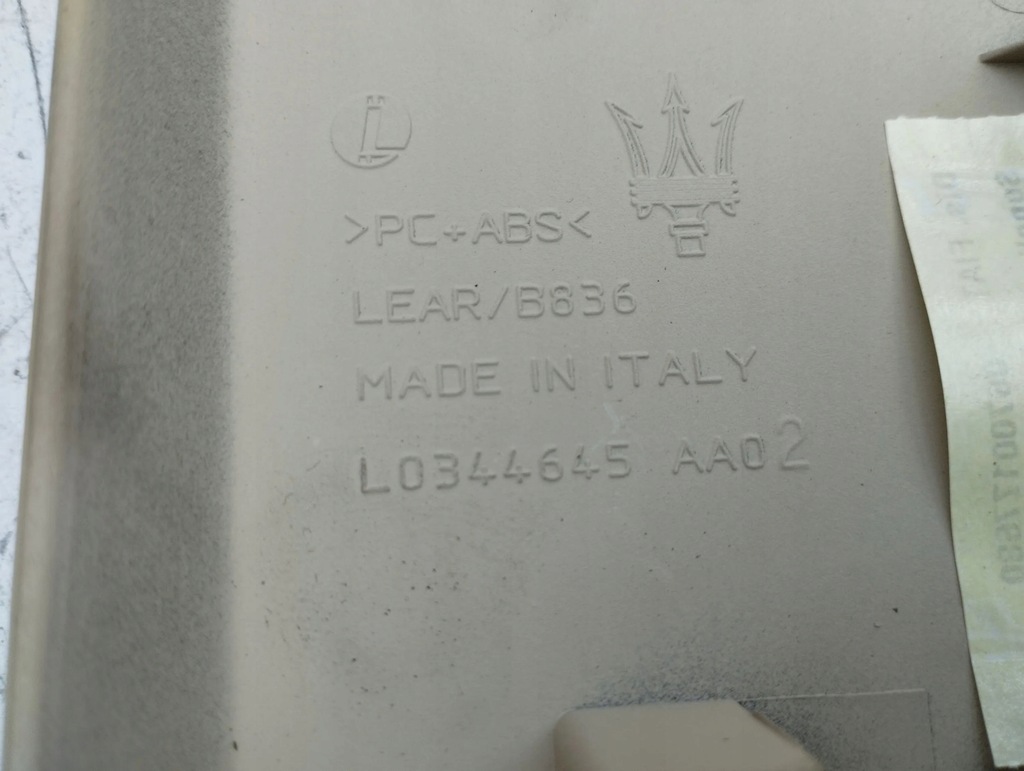 L
>PC+ABS<
LEAR/B836
MADE IN ITALY
L0344645 AA02